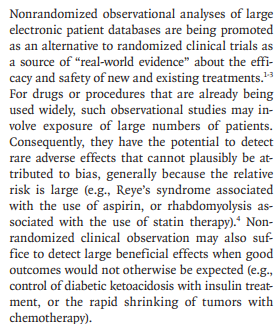 Nonrandomized observational analyses of large
electronic patient databases are being promoted
as an alternative to randomized clinical trials as
a source of “real-world evidence” about the effi-
cacy and safety of new and existing treatments.1-3
For drugs or procedures that are already being
used widely, such observational studies may in-
volve exposure of large numbers of patients.
Consequently, they have the potential to detect
rare adverse effects that cannot plausibly be at-
tributed to bias, generally because the relative
risk is large (e.g., Reye’s syndrome associated
with the use of aspirin, or rhabdomyolysis as-
sociated with the use of statin therapy).4 Non-
randomized clinical observation may also suf-
fice to detect large beneficial effects when good
outcomes would not otherwise be expected (e.g.,
control of diabetic ketoacidosis with insulin treat-
ment, or the rapid shrinking of tumors with
chemotherapy).